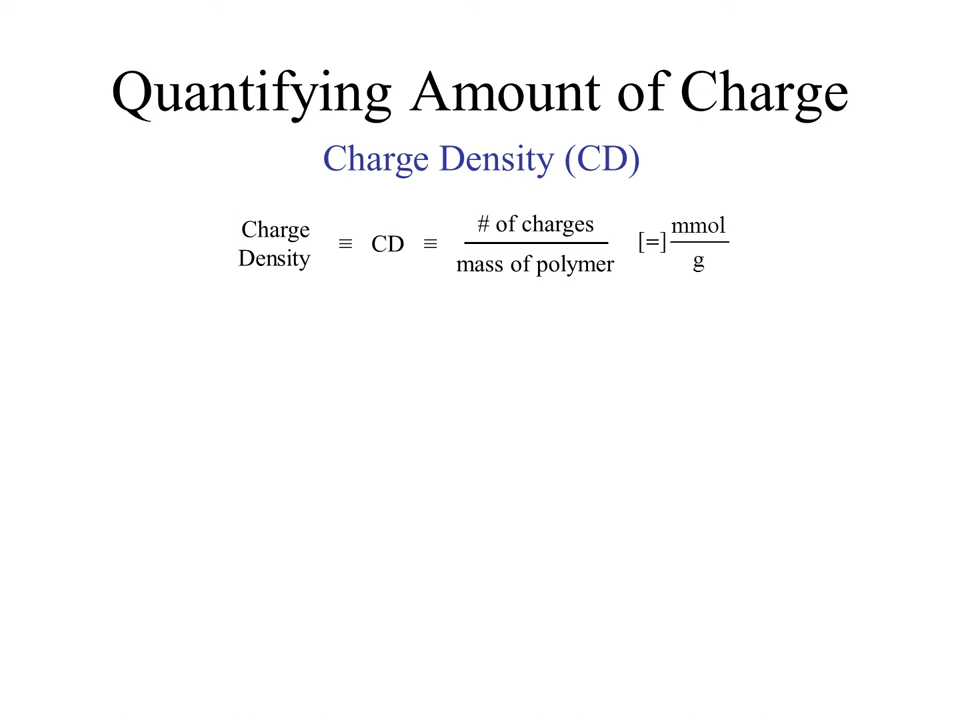 Quantifying Amount of Charge
Charge Density (CD)
Charge Density ≡ CD ≡ # of charges / mass of polymer [=] mmol / g